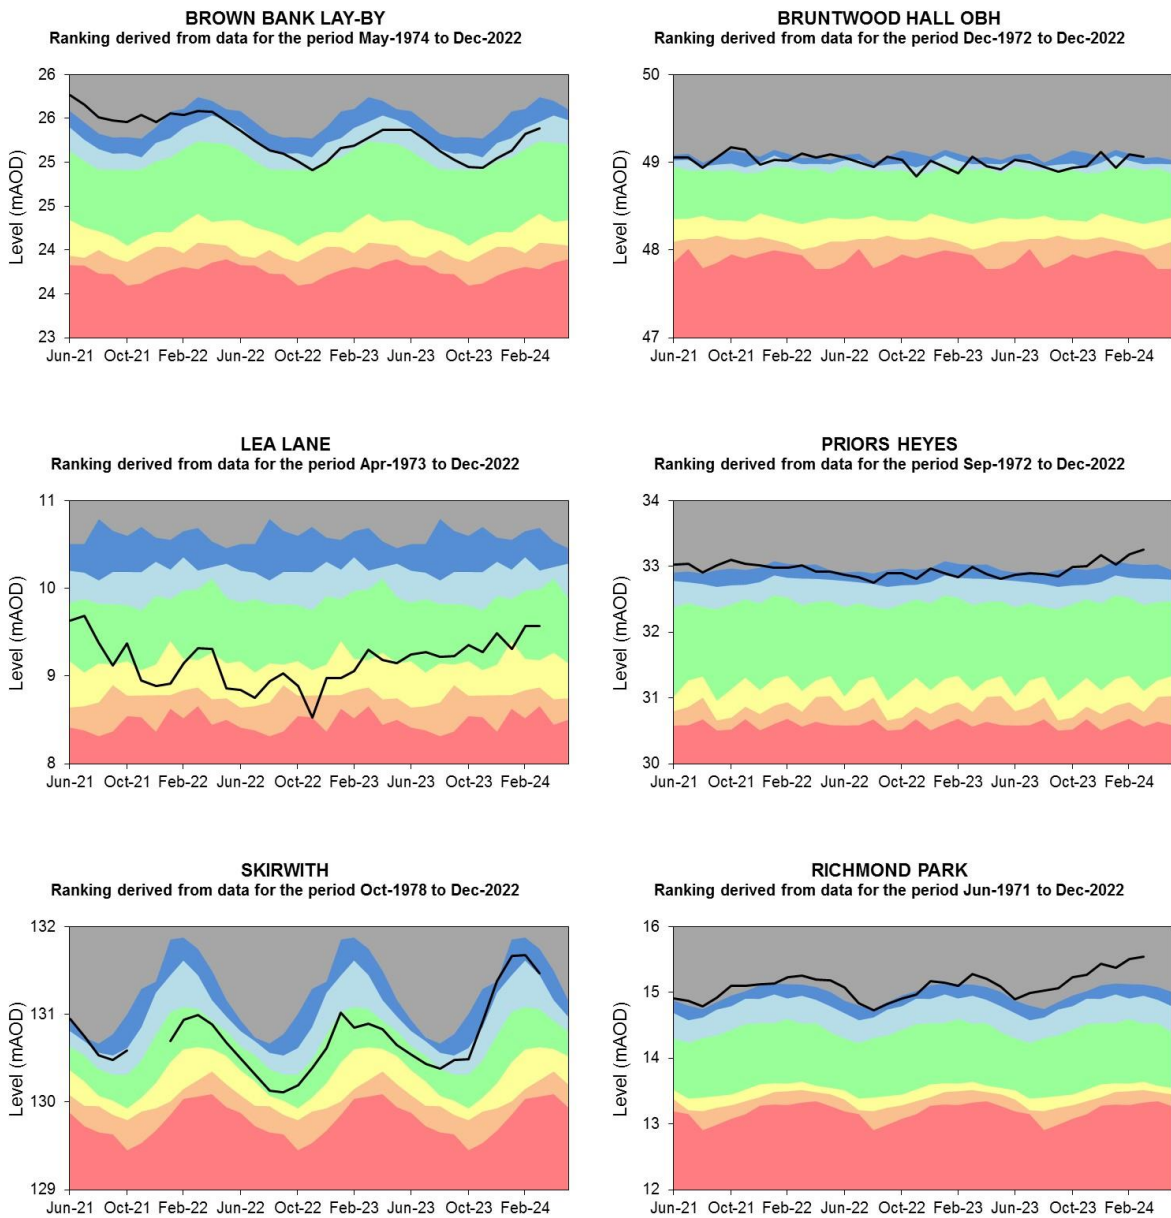 BROWN BANK LAY-BY
Ranking derived from data for the period May-1974 to Dec-2022
Level (mAOD)
26
26
25
25
24
24
23
Jun-21 Oct-21 Feb-22 Jun-22 Oct-22 Feb-23 Jun-23 Oct-23 Feb-24
BRUNTWOOD HALL OBH
Ranking derived from data for the period Dec-1972 to Dec-2022
Level (mAOD)
50
49
48
47
Jun-21 Oct-21 Feb-22 Jun-22 Oct-22 Feb-23 Jun-23 Oct-23 Feb-24
LEA LANE
Ranking derived from data for the period Apr-1973 to Dec-2022
Level (mAOD)
11
10
9
8
Jun-21 Oct-21 Feb-22 Jun-22 Oct-22 Feb-23 Jun-23 Oct-23 Feb-24
PRIORS HEYES
Ranking derived from data for the period Sep-1972 to Dec-2022
Level (mAOD)
34
33
32
31
30
Jun-21 Oct-21 Feb-22 Jun-22 Oct-22 Feb-23 Jun-23 Oct-23 Feb-24
SKIRWITH
Ranking derived from data for the period Oct-1978 to Dec-2022
Level (mAOD)
132
131
130
129
Jun-21 Oct-21 Feb-22 Jun-22 Oct-22 Feb-23 Jun-23 Oct-23 Feb-24
RICHMOND PARK
Ranking derived from data for the period Jun-1971 to Dec-2022
Level (mAOD)
16
15
14
13
12
Jun-21 Oct-21 Feb-22 Jun-22 Oct-22 Feb-23 Jun-23 Oct-23 Feb-24